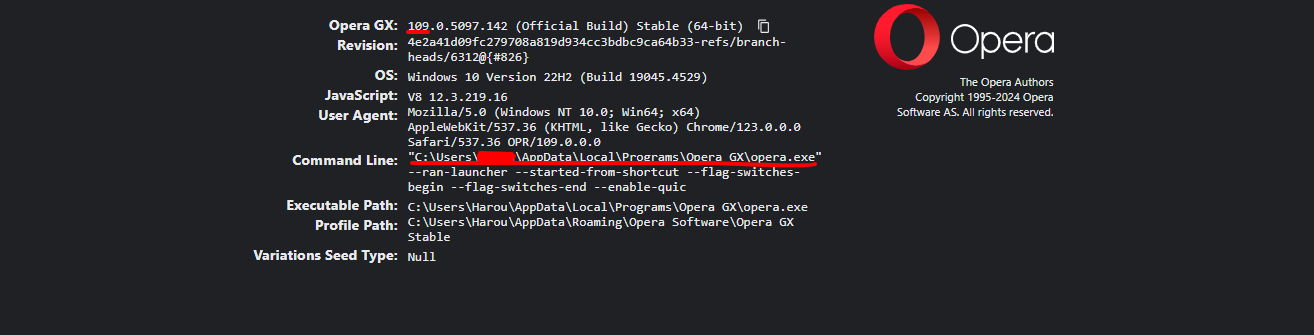 Opera GX: 109.0.5097.142 (Official Build) Stable (64-bit)
Revision: 4e2a41d09fc279708a819d934cc3bdbc9ca64b33-refs/branch-
heads/6312@{#826}
OS: Windows 10 Version 22H2 (Build 19045.4529)
JavaScript: V8 12.3.219.16
User Agent: Mozilla/5.0 (Windows NT 10.0; Win64; x64)
AppleWebKit/537.36 (KHTML, like Gecko) Chrome/123.0.0.0
Safari/537.36 OPR/109.0.0.0
Command Line: "C:\Users\ \AppData\Local\Programs\Opera GX\opera.exe"
--ran-launcher --started-from-shortcut --flag-switches-
begin --flag-switches-end --enable-quic
Executable Path: C:\Users\Harou\AppData\Local\Programs\Opera GX\opera.exe
Profile Path: C:\Users\Harou\AppData\Roaming\Opera Software\Opera GX
Stable
Variations Seed Type: Null
Opera
The Opera Authors
Copyright 1995-2024 Opera
Software AS. All rights reserved.